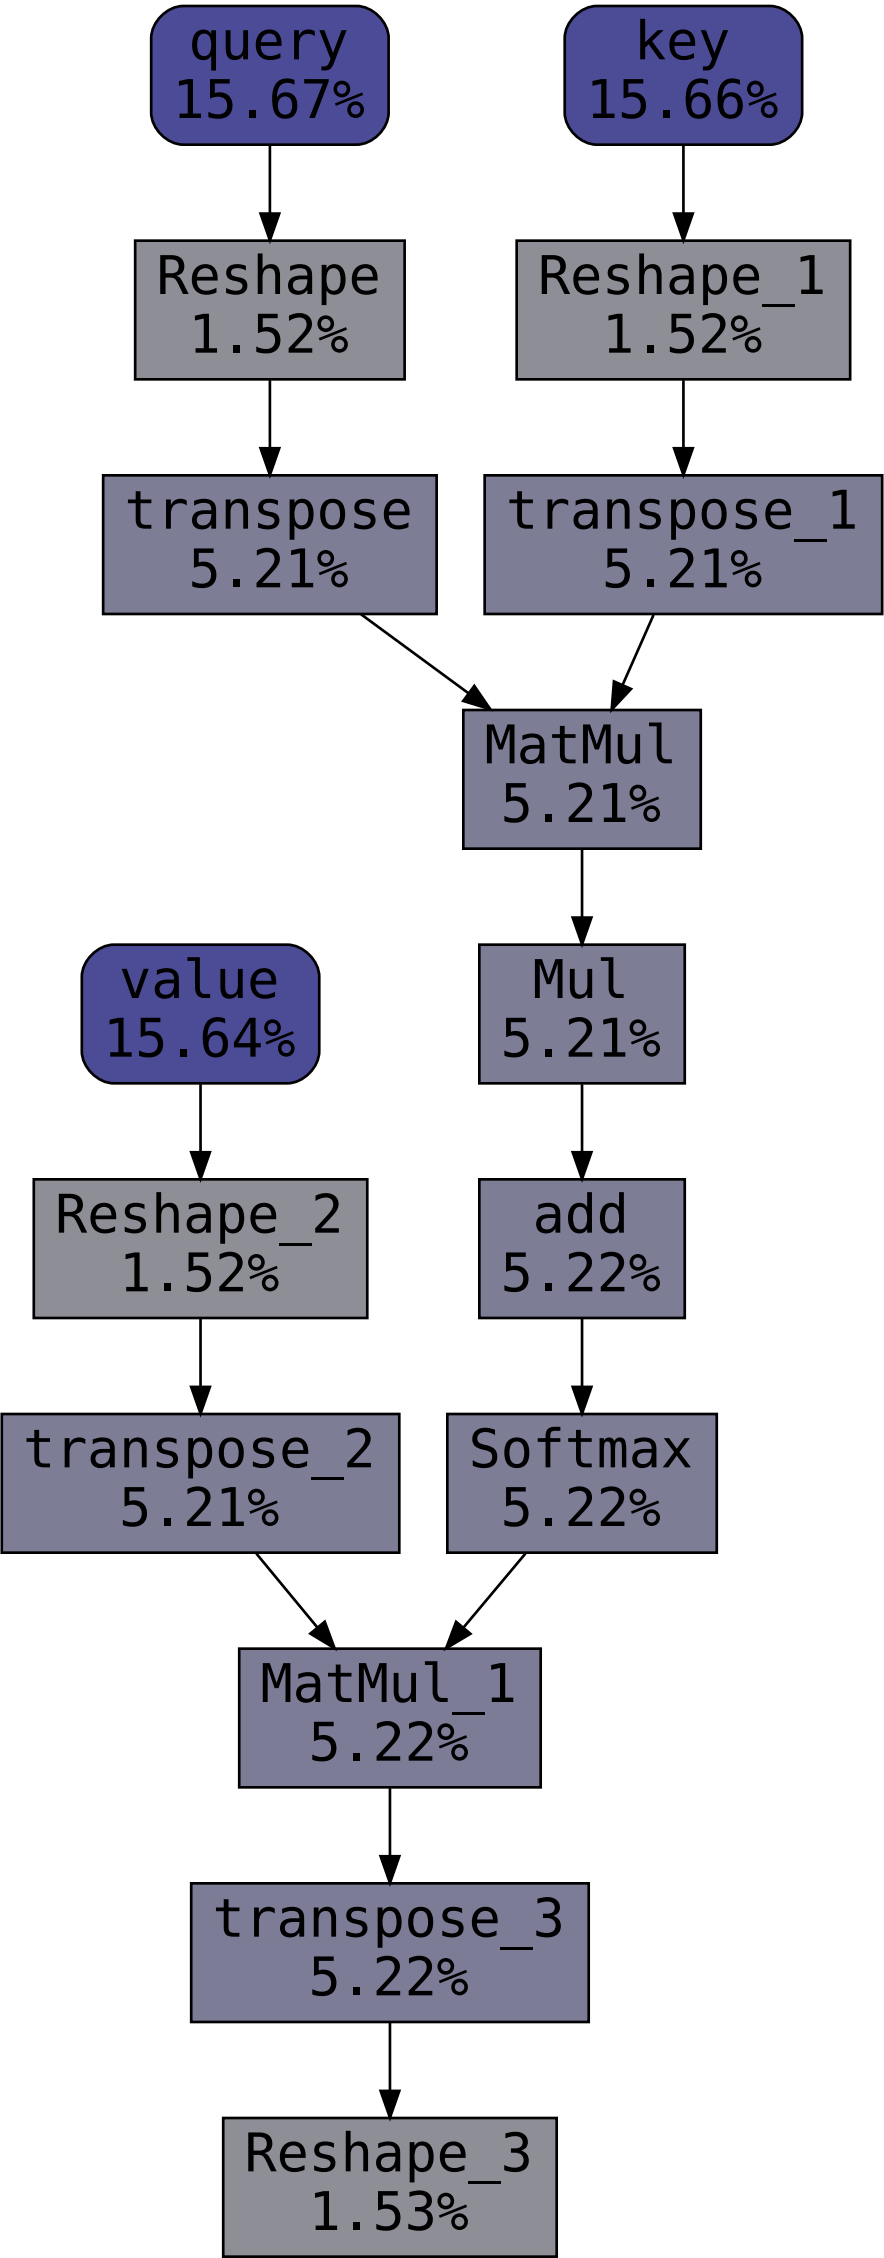 query
15.67%
key
15.66%
Reshape
1.52%
Reshape_1
1.52%
transpose
5.21%
transpose_1
5.21%
MatMul
5.21%
value
15.64%
Mul
5.21%
Reshape_2
1.52%
add
5.22%
transpose_2
5.21%
Softmax
5.22%
MatMul_1
5.22%
transpose_3
5.22%
Reshape_3
1.53%